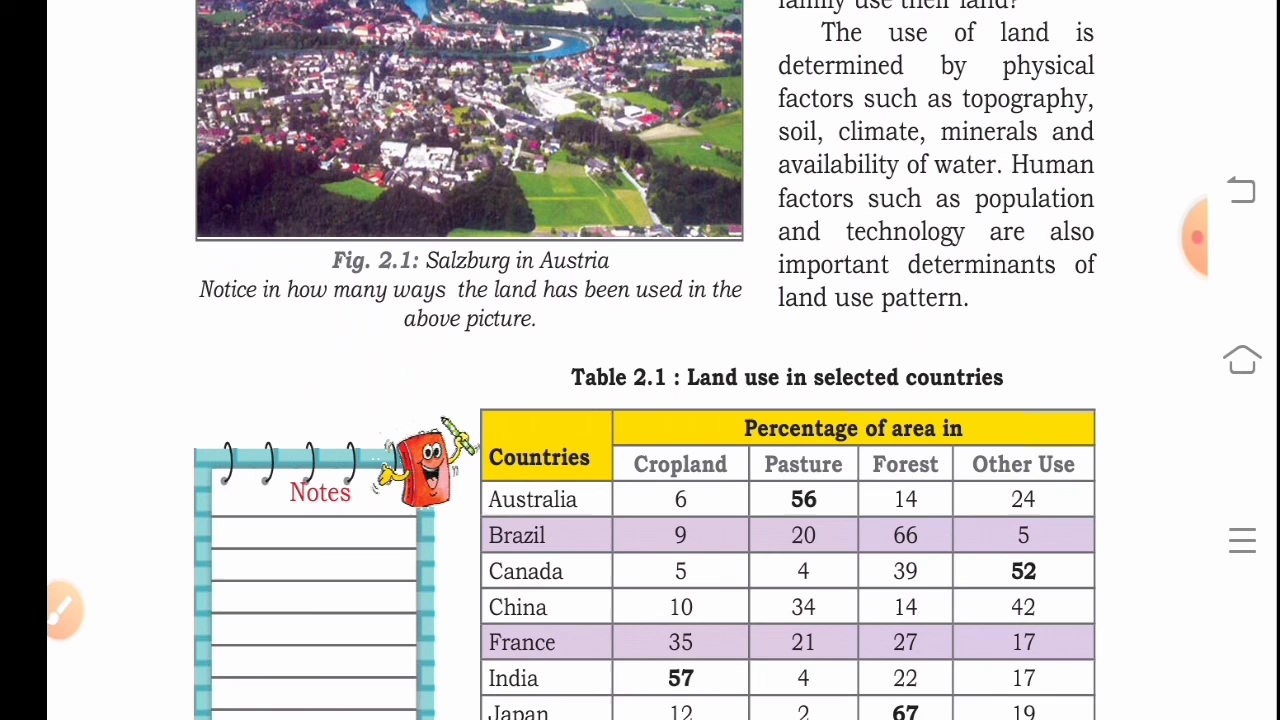 family use their land?
The use of land is
determined by physical
factors such as topography,
soil, climate, minerals and
availability of water. Human
factors such as population
and technology are also
important determinants of
land use pattern.
Fig. 2.1: Salzburg in Austria
Notice in how many ways the land has been used in the
above picture.
Table 2.1 : Land use in selected countries
Notes
Countries Percentage of area in
Cropland Pasture Forest Other Use
Australia 6 56 14 24
Brazil 9 20 66 5
Canada 5 4 39 52
China 10 34 14 42
France 35 21 27 17
India 57 4 22 17
Japan 12 2 67 19